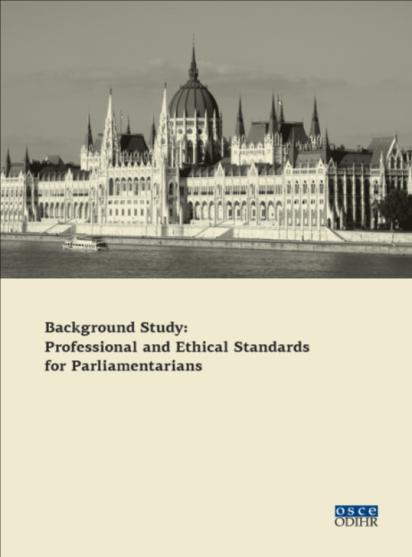 Background Study:
Professional and Ethical Standards
for Parliamentarians
osce
ODIHR